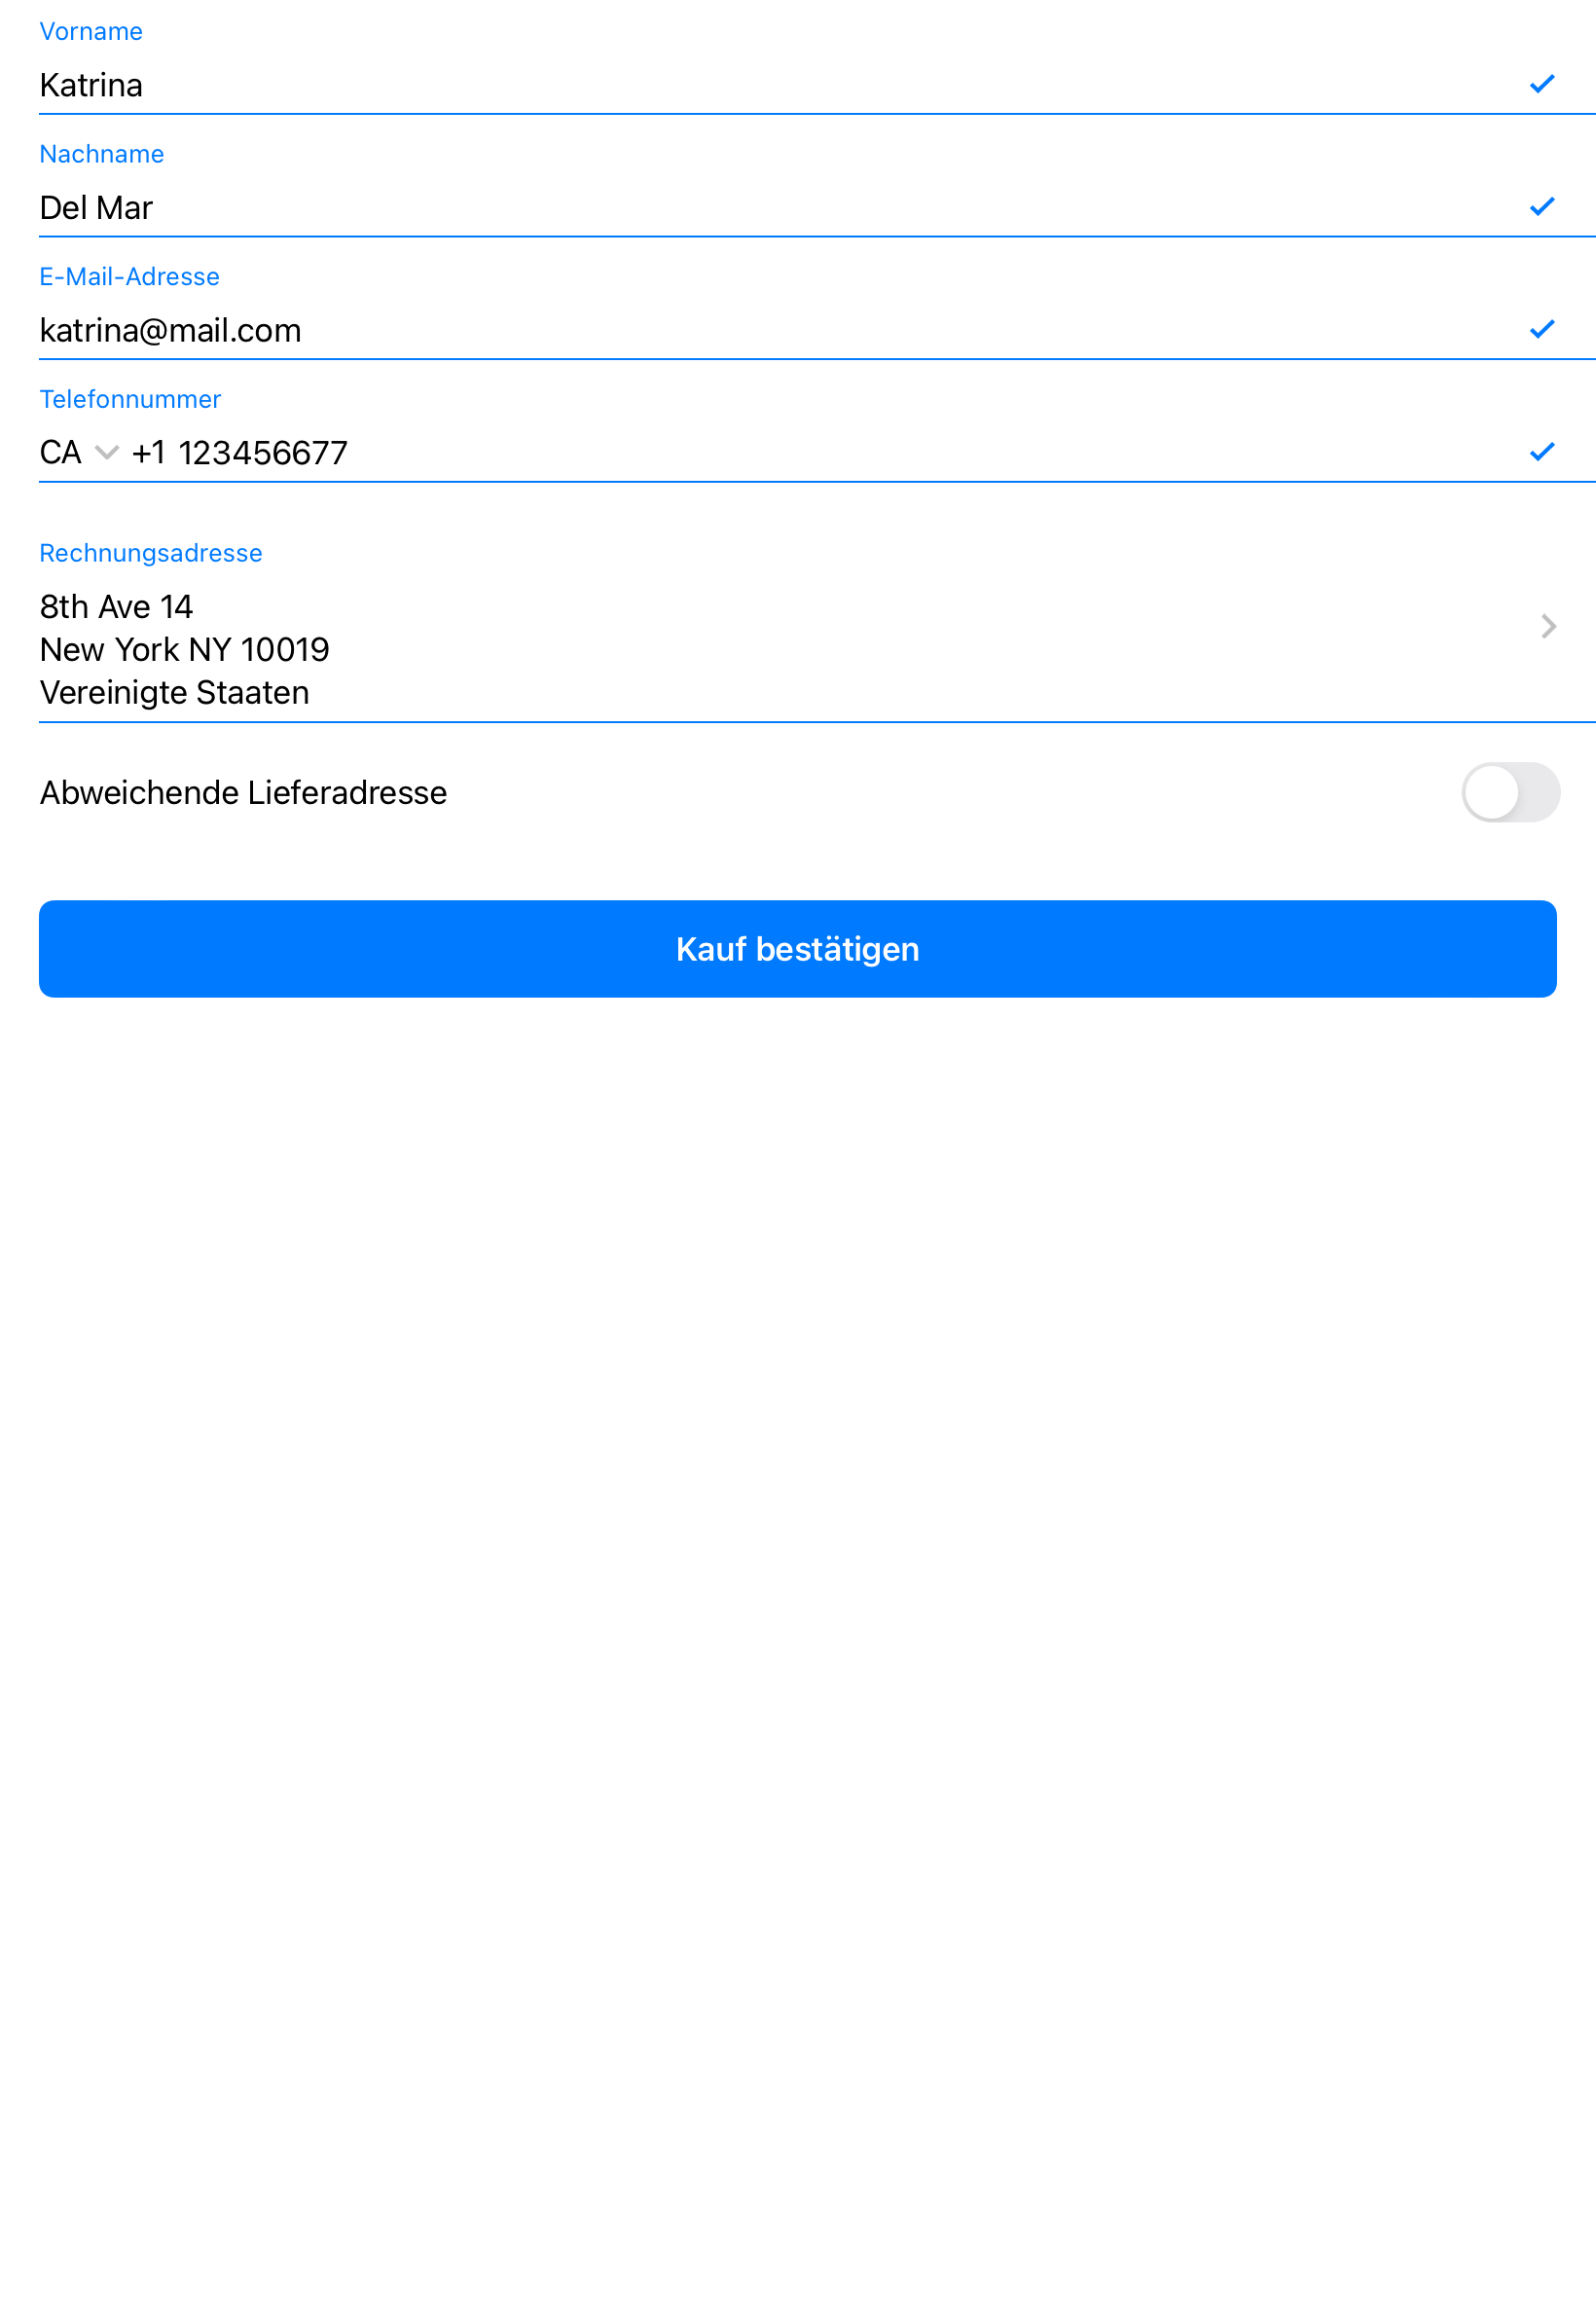 Vorname
Katrina
Nachname
Del Mar
E-Mail-Adresse
katrina@mail.com
Telefonnummer
CA +1 123456677
Rechnungsadresse
8th Ave 14
New York NY 10019
Vereinigte Staaten
Abweichende Lieferadresse
Kauf bestätigen